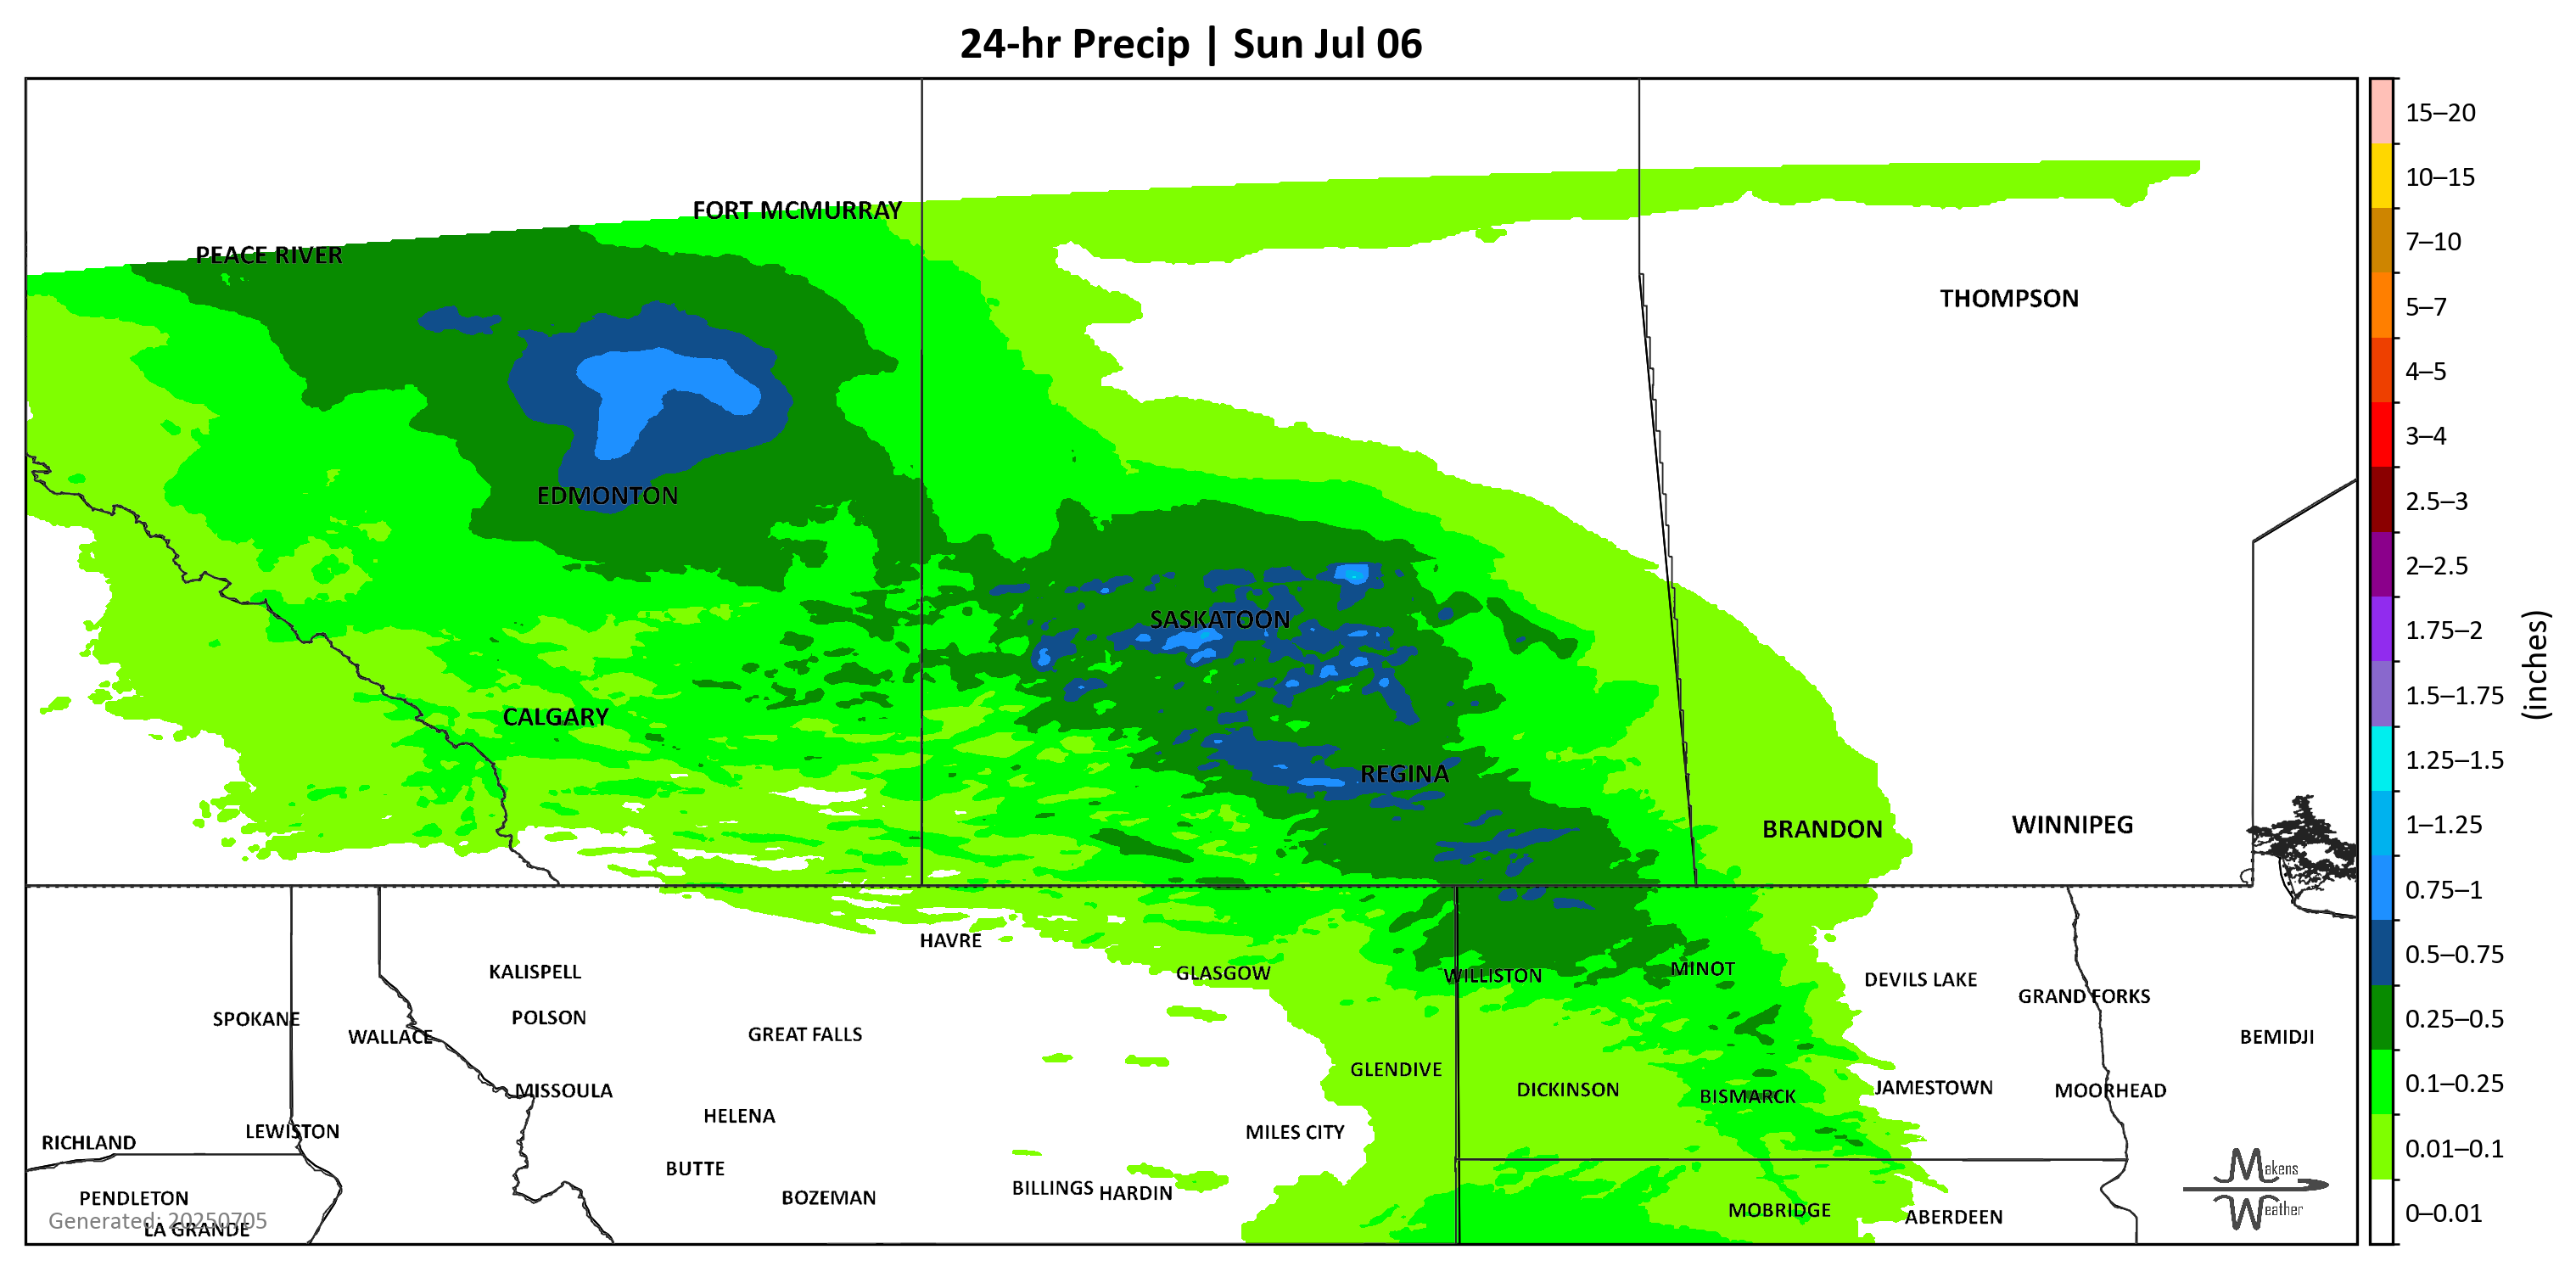 24-hr Precip | Sun Jul 06
FORT MCMURRAY
PEACE RIVER
THOMPSON
EDMONTON
SASKATOON
CALGARY
REGINA
BRANDON
WINNIPEG
HAVRE
KALISPELL
GLASGOW
WILLISTON
MINOT
DEVILS LAKE
GRAND FORKS
SPOKANE
POLSON
WALLACE
GREAT FALLS
BEMIDJI
GLENDIVE
MISSOULA
DICKINSON
BISMARCK
JAMESTOWN
MOORHEAD
HELENA
LEWISTON
MILES CITY
RICHLAND
BUTTE
BILLINGS
HARDIN
PENDLETON
BOZEMAN
MOBRIDGE
ABERDEEN
Generated: 20250705
LA GRANDE
Makens
Weather
15–20
10–15
7–10
5–7
4–5
3–4
2.5–3
2–2.5
1.75–2
1.5–1.75
1.25–1.5
1–1.25
0.75–1
0.5–0.75
0.25–0.5
0.1–0.25
0.01–0.1
0–0.01
(inches)